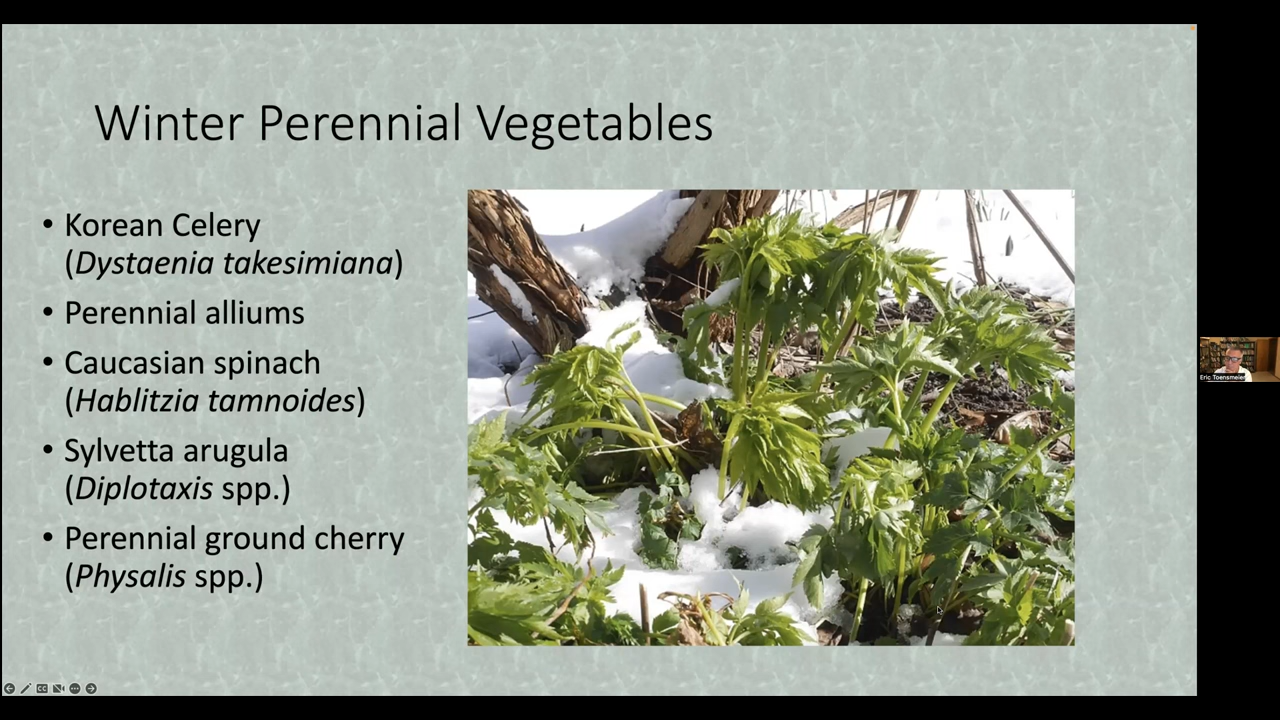 Winter Perennial Vegetables
• Korean Celery
(Dystaenia takesimiana)
• Perennial alliums
• Caucasian spinach
(Hablitzia tamnoides)
• Sylvetta arugula
(Diplotaxis spp.)
• Perennial ground cherry
(Physalis spp.)
Eric Toensmeier